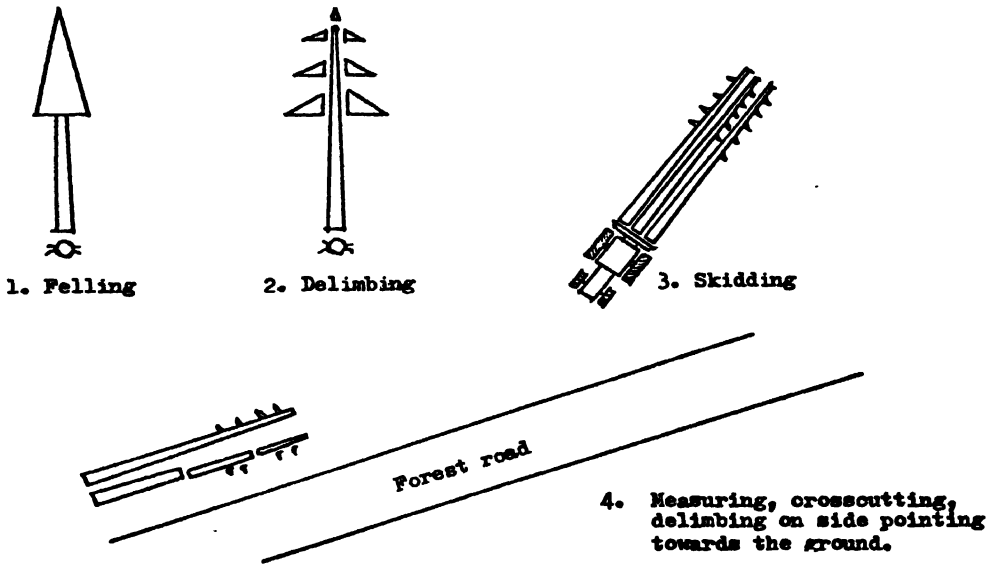 1. Felling
2. Delimbing
3. Skidding
Forest road
4. Measuring, crosscutting,
delimbing on side pointing
towards the ground.